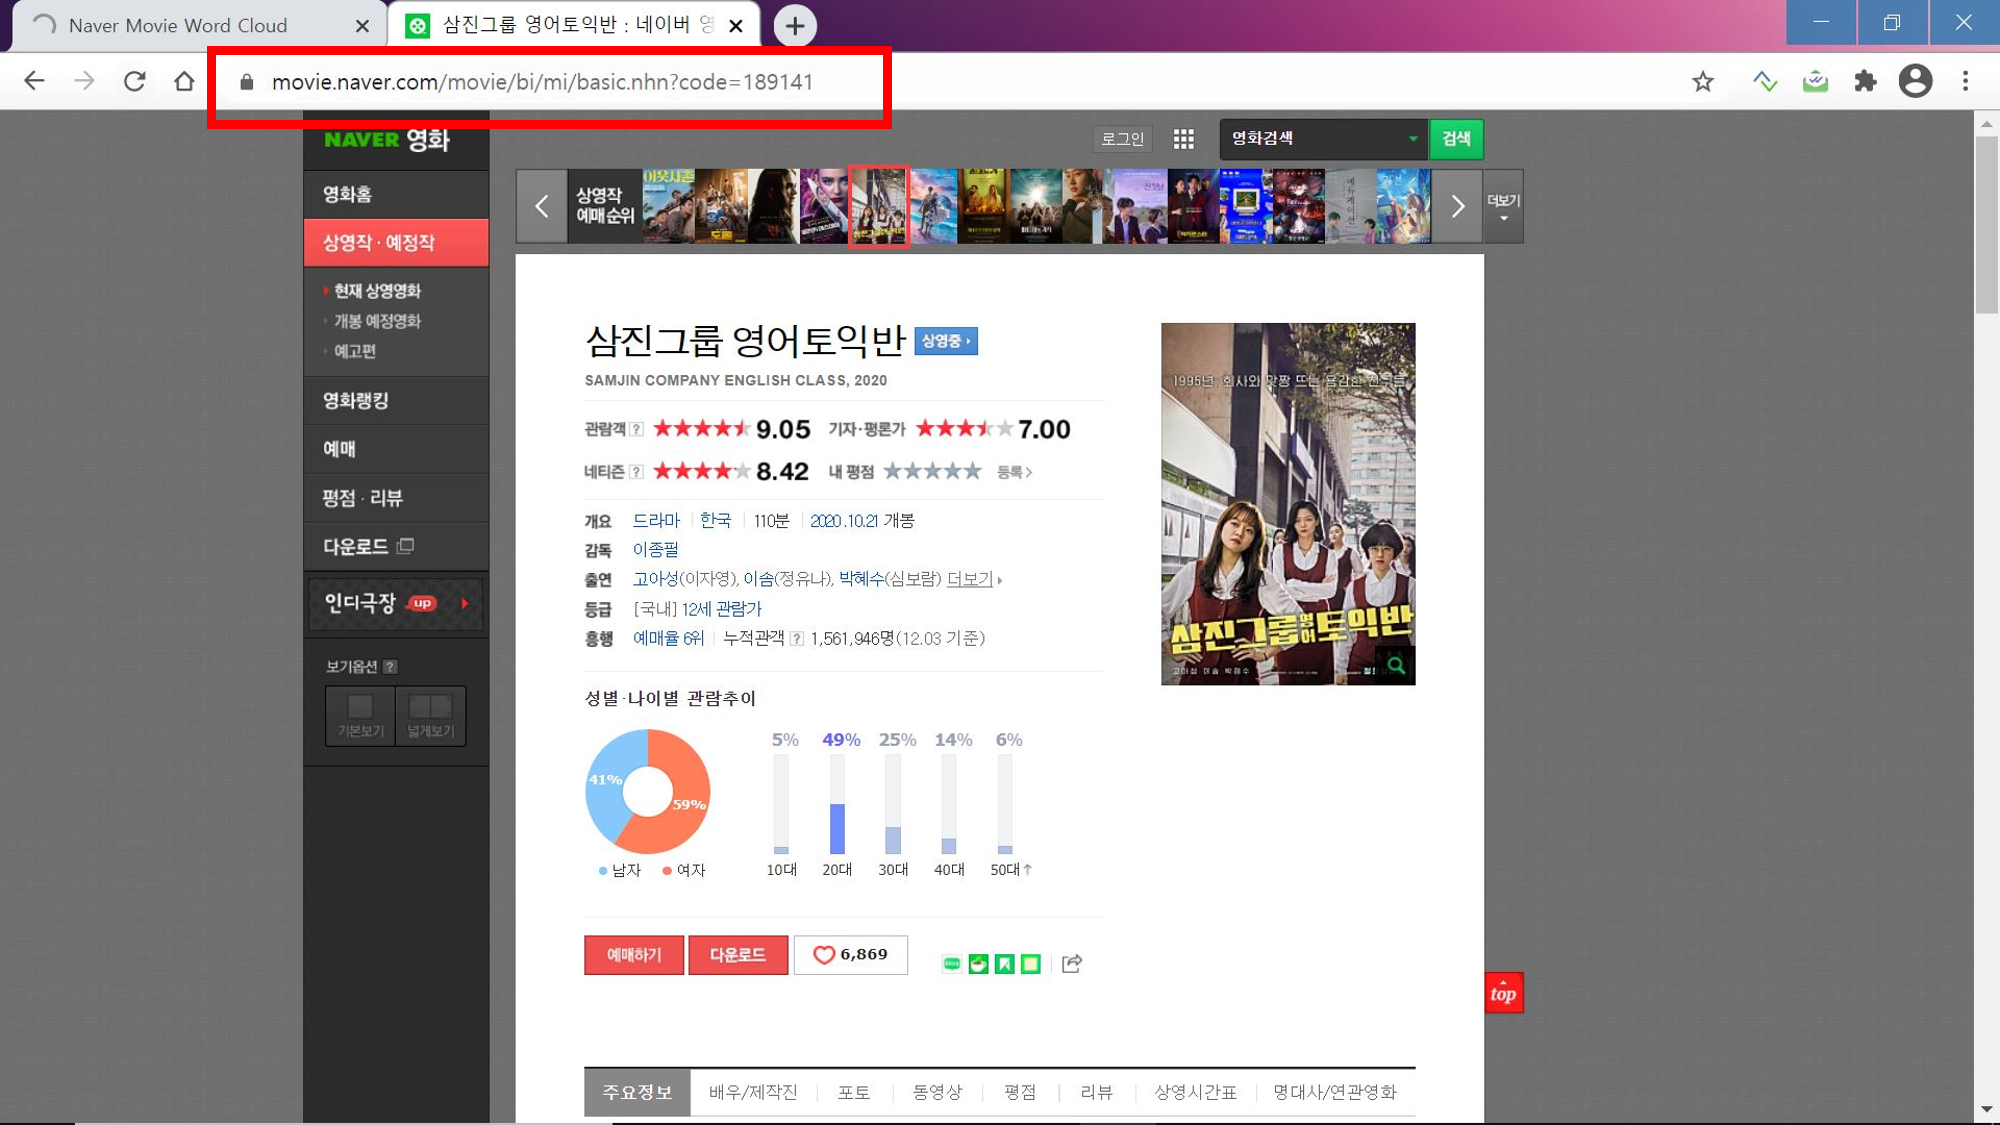 Naver Movie Word Cloud
삼진그룹 영어토익반 : 네이버 영
movie.naver.com/movie/bi/mi/basic.nhn?code=189141
NAVER 영화
로그인
영화검색
검색
영화홈
상영작 · 예정작
현재 상영영화
개봉 예정영화
예고편
영화랭킹
예매
평점 · 리뷰
다운로드
인디극장 up
보기옵션 ?
기본보기
넓게보기
상영작
예매순위
더보기
삼진그룹 영어토익반 상영중
SAMJIN COMPANY ENGLISH CLASS, 2020
관람객 ? 9.05 기자·평론가 7.00
네티즌 ? 8.42 내 평점 등록 >
개요 드라마 한국 110분 2020.10.21 개봉
감독 이종필
출연 고아성(이자영), 이솜(정유나), 박혜수(심보람) 더보기
등급 [국내] 12세 관람가
흥행 예매율 6위 누적관객 ? 1,561,946명(12.03 기준)
1995년, 회사와 맞짱 뜨는 용감한 친구들
삼진그룹 영어 토익반
고아성 이솜 박혜수
성별·나이별 관람추이
41%
59%
남자 여자
5% 49% 25% 14% 6%
10대 20대 30대 40대 50대↑
예매하기
다운로드
6,869
top
주요정보 배우/제작진 포토 동영상 평점 리뷰 상영시간표 명대사/연관영화